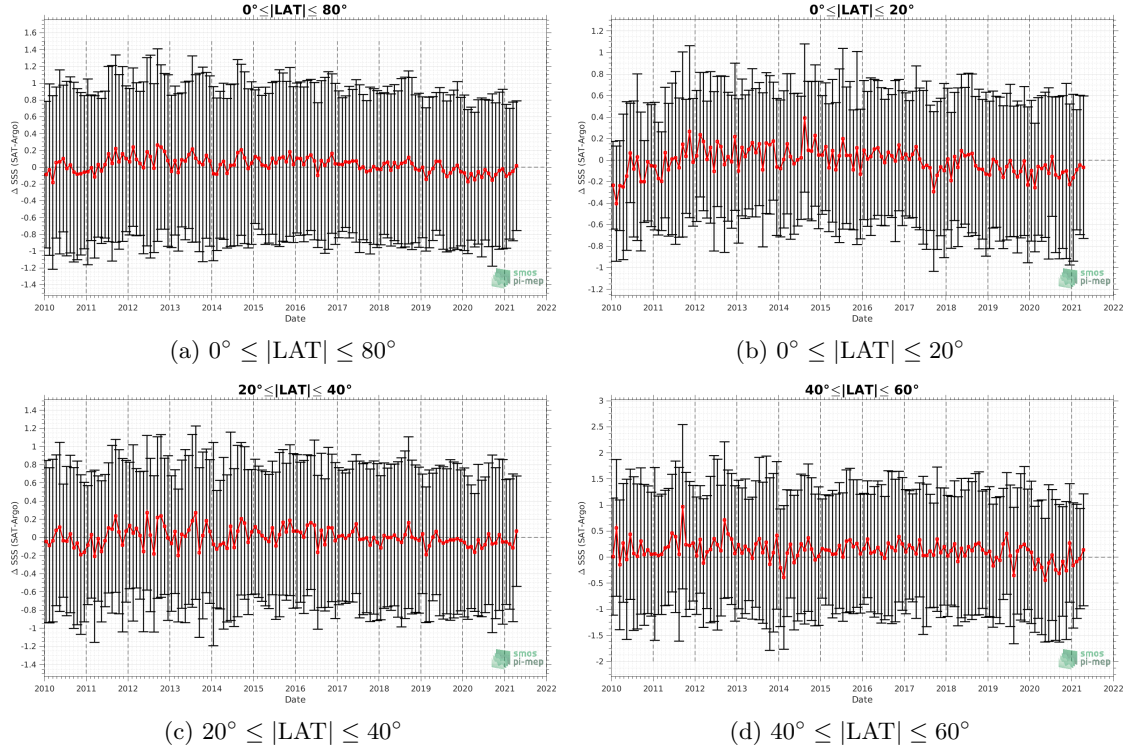 0°≤|LAT|≤ 80°
Δ SSS (SAT-Argo)
1.6
1.4
1.2
1
0.8
0.6
0.4
0.2
0
-0.2
-0.4
-0.6
-0.8
-1
-1.2
-1.4
2010 2011 2012 2013 2014 2015 2016 2017 2018 2019 2020 2021 2022
Date
smos
pi-mep
(a) 0° ≤ |LAT| ≤ 80°
0°≤|LAT|≤ 20°
Δ SSS (SAT-Argo)
1.2
1
0.8
0.6
0.4
0.2
0
-0.2
-0.4
-0.6
-0.8
-1
-1.2
2010 2011 2012 2013 2014 2015 2016 2017 2018 2019 2020 2021 2022
Date
smos
pi-mep
(b) 0° ≤ |LAT| ≤ 20°
20°≤|LAT|≤ 40°
Δ SSS (SAT-Argo)
1.4
1.2
1
0.8
0.6
0.4
0.2
0
-0.2
-0.4
-0.6
-0.8
-1
-1.2
-1.4
2010 2011 2012 2013 2014 2015 2016 2017 2018 2019 2020 2021 2022
Date
smos
pi-mep
(c) 20° ≤ |LAT| ≤ 40°
40°≤|LAT|≤ 60°
Δ SSS (SAT-Argo)
3
2.5
2
1.5
1
0.5
0
-0.5
-1
-1.5
-2
2010 2011 2012 2013 2014 2015 2016 2017 2018 2019 2020 2021 2022
Date
smos
pi-mep
(d) 40° ≤ |LAT| ≤ 60°